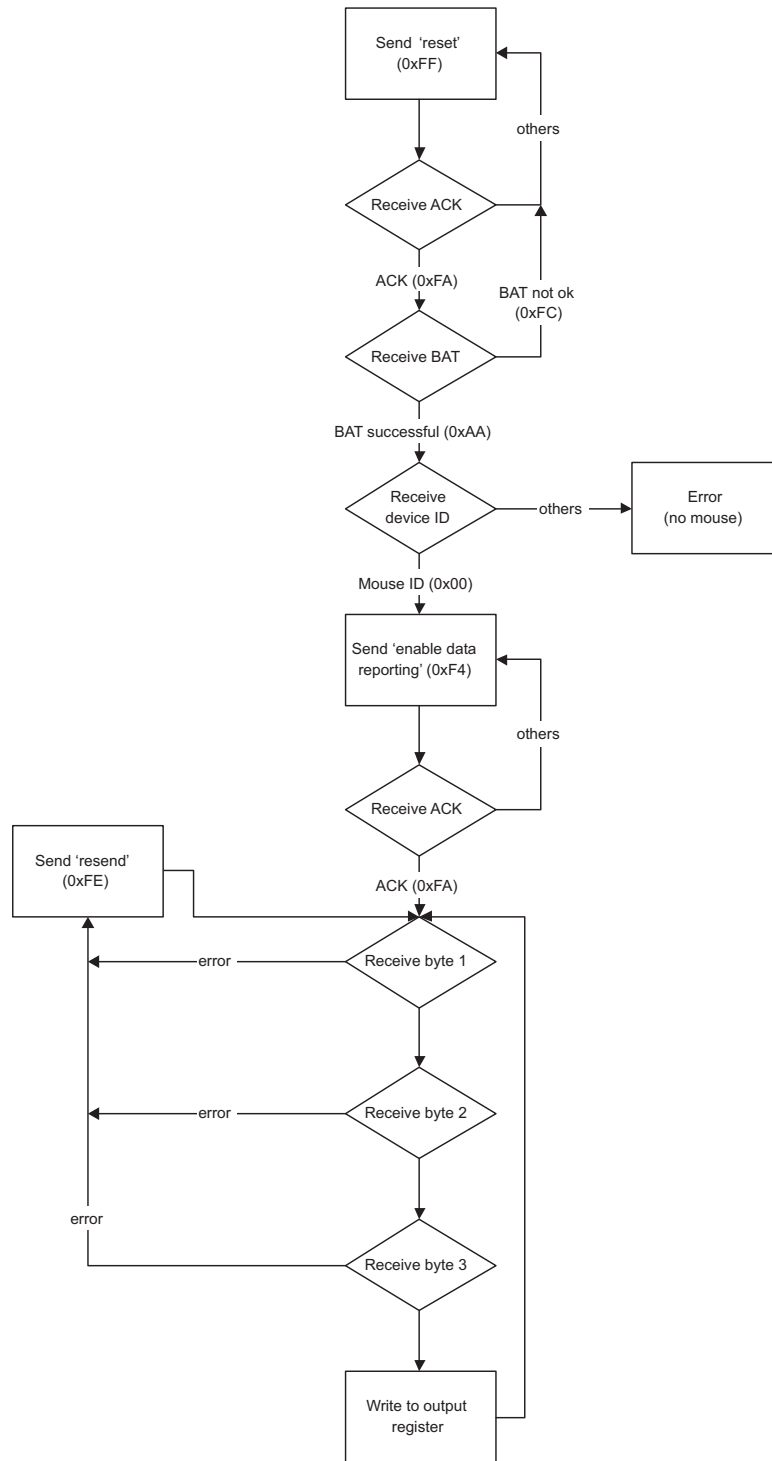 Send ‘reset’
(0xFF)
others
Receive ACK
ACK (0xFA)
BAT not ok
(0xFC)
Receive BAT
BAT successful (0xAA)
Receive
device ID
others
Error
(no mouse)
Mouse ID (0x00)
Send ‘enable data
reporting’ (0xF4)
others
Receive ACK
Send ‘resend’
(0xFE)
ACK (0xFA)
error
Receive byte 1
error
Receive byte 2
error
Receive byte 3
Write to output
register